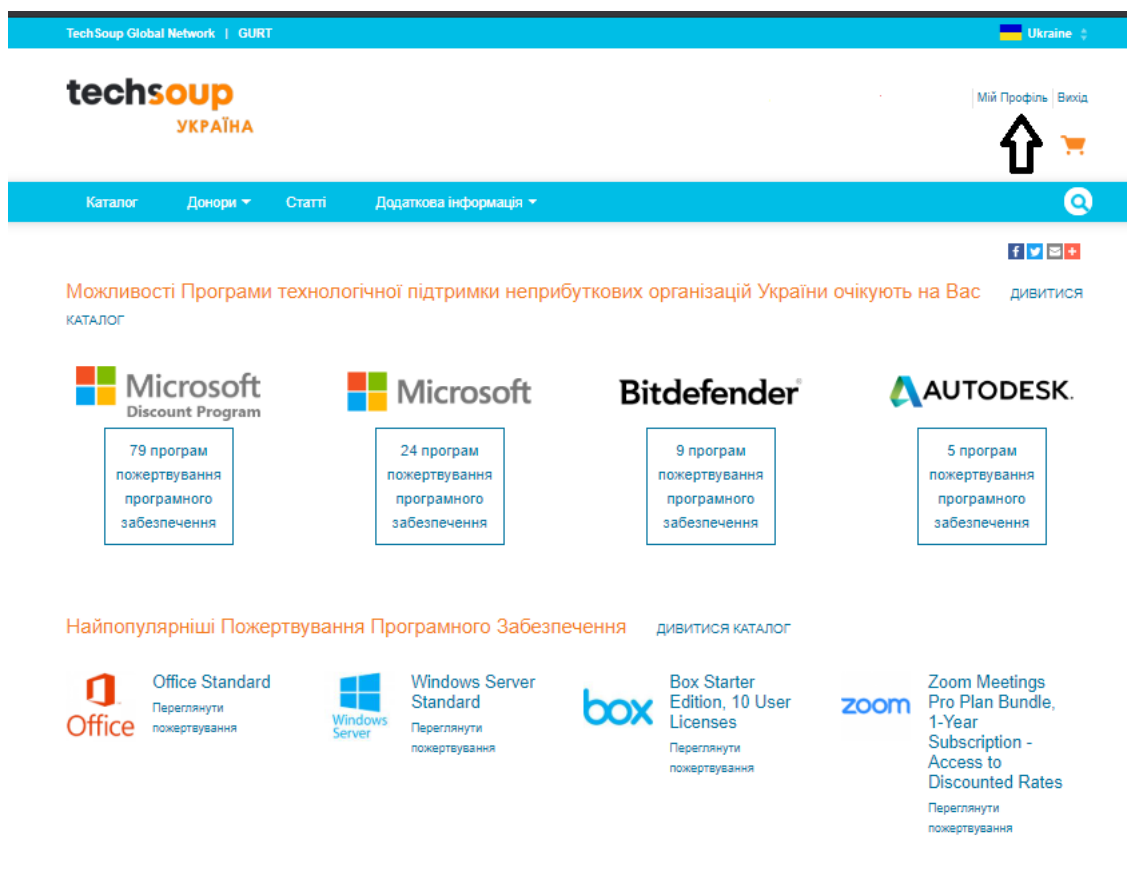 TechSoup Global Network | GURT
Ukraine
techsoup
УКРАЇНА
Мій Профіль Вихід
Каталог Донори Статті Додаткова інформація
Можливості Програми технологічної підтримки неприбуткових організацій України очікують на Вас ДИВИТИСЯ
КАТАЛОГ
Microsoft
Discount Program
79 програм
пожертвування
програмного
забезпечення
Microsoft
24 програм
пожертвування
програмного
забезпечення
Bitdefender
9 програм
пожертвування
програмного
забезпечення
AUTODESK.
5 програм
пожертвування
програмного
забезпечення
Найпопулярніші Пожертвування Програмного Забезпечення ДИВИТИСЯ КАТАЛОГ
Office
Office Standard
Переглянути
пожертвування
Windows
Server
Windows Server
Standard
Переглянути
пожертвування
box
Box Starter
Edition, 10 User
Licenses
Переглянути
пожертвування
zoom
Zoom Meetings
Pro Plan Bundle,
1-Year
Subscription -
Access to
Discounted Rates
Переглянути
пожертвування